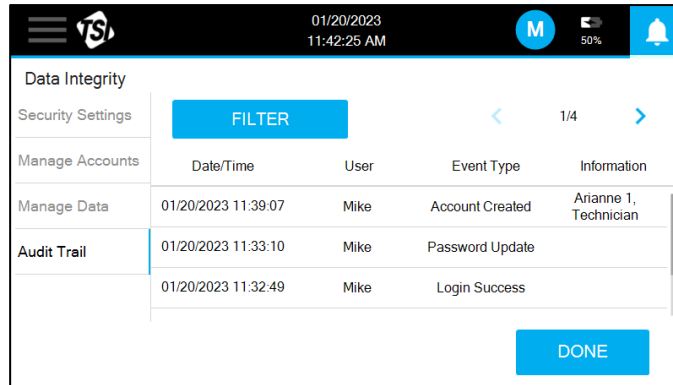 TSI
01/20/2023
11:42:25 AM
M
50%
Data Integrity
Security Settings
Manage Accounts
Manage Data
Audit Trail
FILTER
1/4
Date/Time User Event Type Information
01/20/2023 11:39:07 Mike Account Created Arianne 1,
Technician
01/20/2023 11:33:10 Mike Password Update
01/20/2023 11:32:49 Mike Login Success
DONE